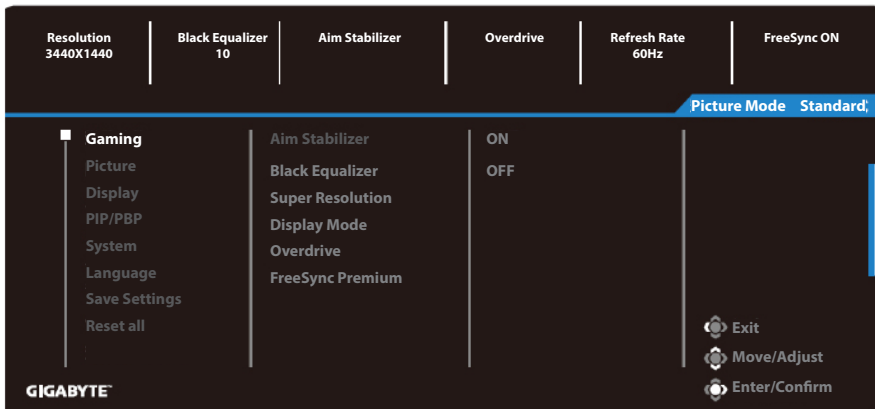 Resolution
3440X1440
Black Equalizer
10
Aim Stabilizer
Overdrive
Refresh Rate
60Hz
FreeSync ON
Picture Mode Standard
Gaming
Picture
Display
PIP/PBP
System
Language
Save Settings
Reset all
Aim Stabilizer
Black Equalizer
Super Resolution
Display Mode
Overdrive
FreeSync Premium
ON
OFF
Exit
Move/Adjust
Enter/Confirm
GIGABYTE™